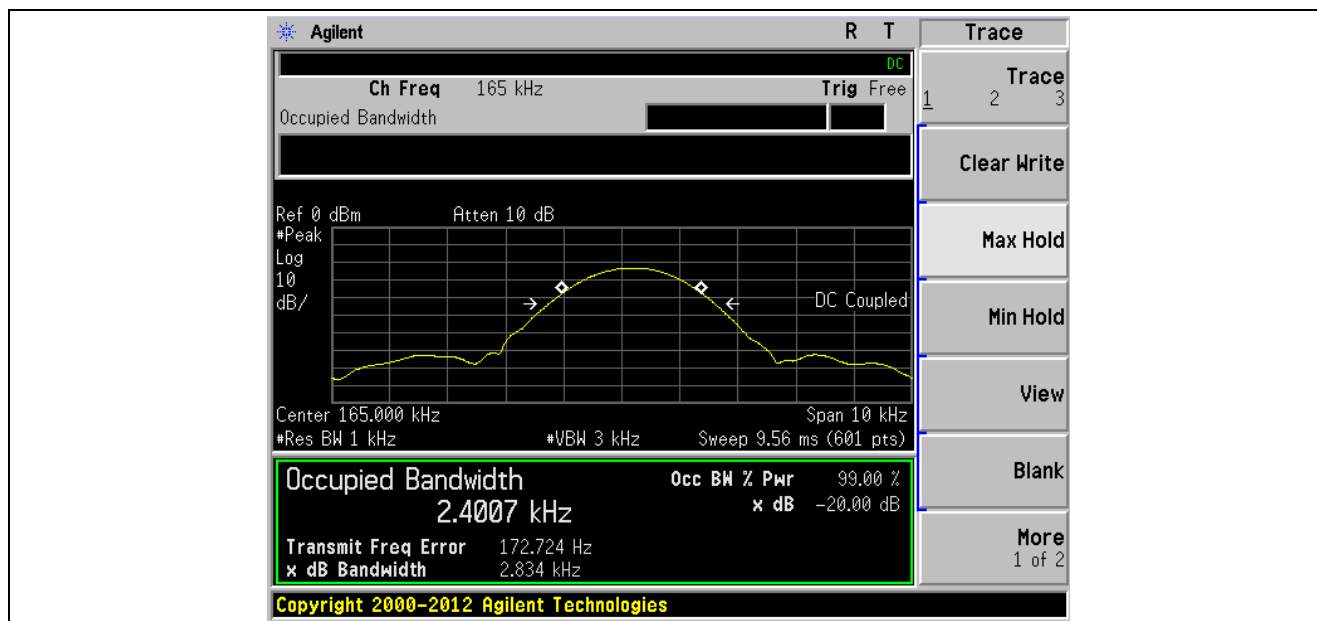 Agilent R T
Trace
DC
Ch Freq 165 kHz Trig Free
Occupied Bandwidth
Trace
1 2 3
Clear Write
Max Hold
Min Hold
View
Blank
More
1 of 2
Ref 0 dBm Atten 10 dB
#Peak
Log
10
dB/
DC Coupled
Center 165.000 kHz Span 10 kHz
#Res BW 1 kHz #VBW 3 kHz Sweep 9.56 ms (601 pts)
Occupied Bandwidth
2.4007 kHz
Occ BW % Pwr 99.00 %
x dB -20.00 dB
Transmit Freq Error 172.724 Hz
x dB Bandwidth 2.834 kHz
Copyright 2000-2012 Agilent Technologies